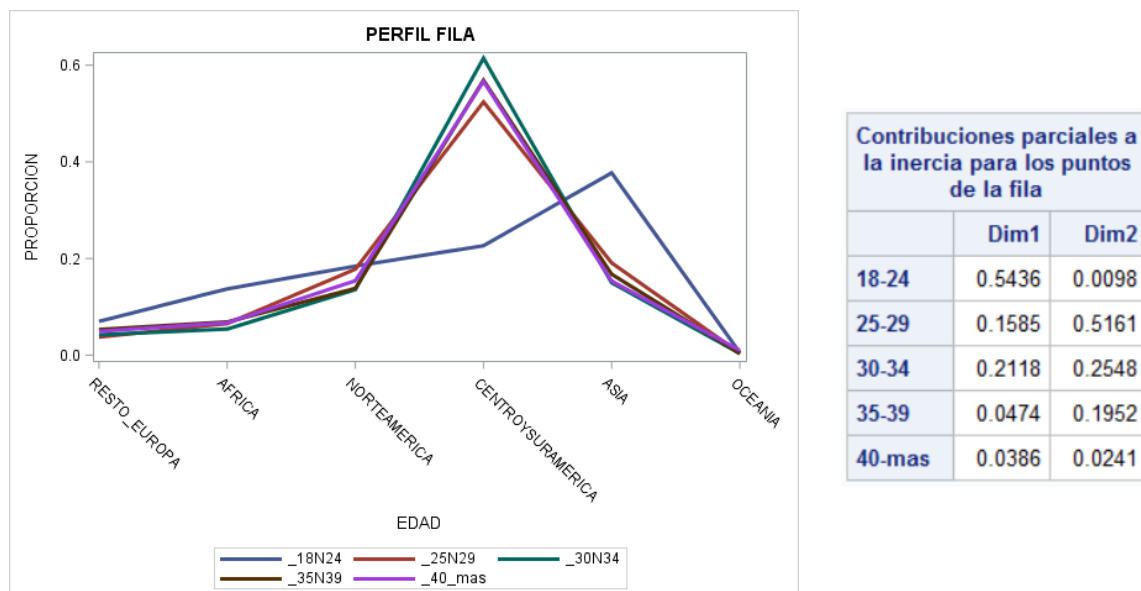 PERFIL FILA
PROPORCION
0.6
0.4
0.2
0.0
RESTO_EUROPA
AFRICA
NORTEAMERICA
CENTROYSURAMERICA
ASIA
OCEANIA
EDAD
_18N24 _25N29 _30N34
_35N39 _40_mas
Contribuciones parciales a
la inercia para los puntos
de la fila
Dim1 Dim2
18-24 0.5436 0.0098
25-29 0.1585 0.5161
30-34 0.2118 0.2548
35-39 0.0474 0.1952
40-mas 0.0386 0.0241